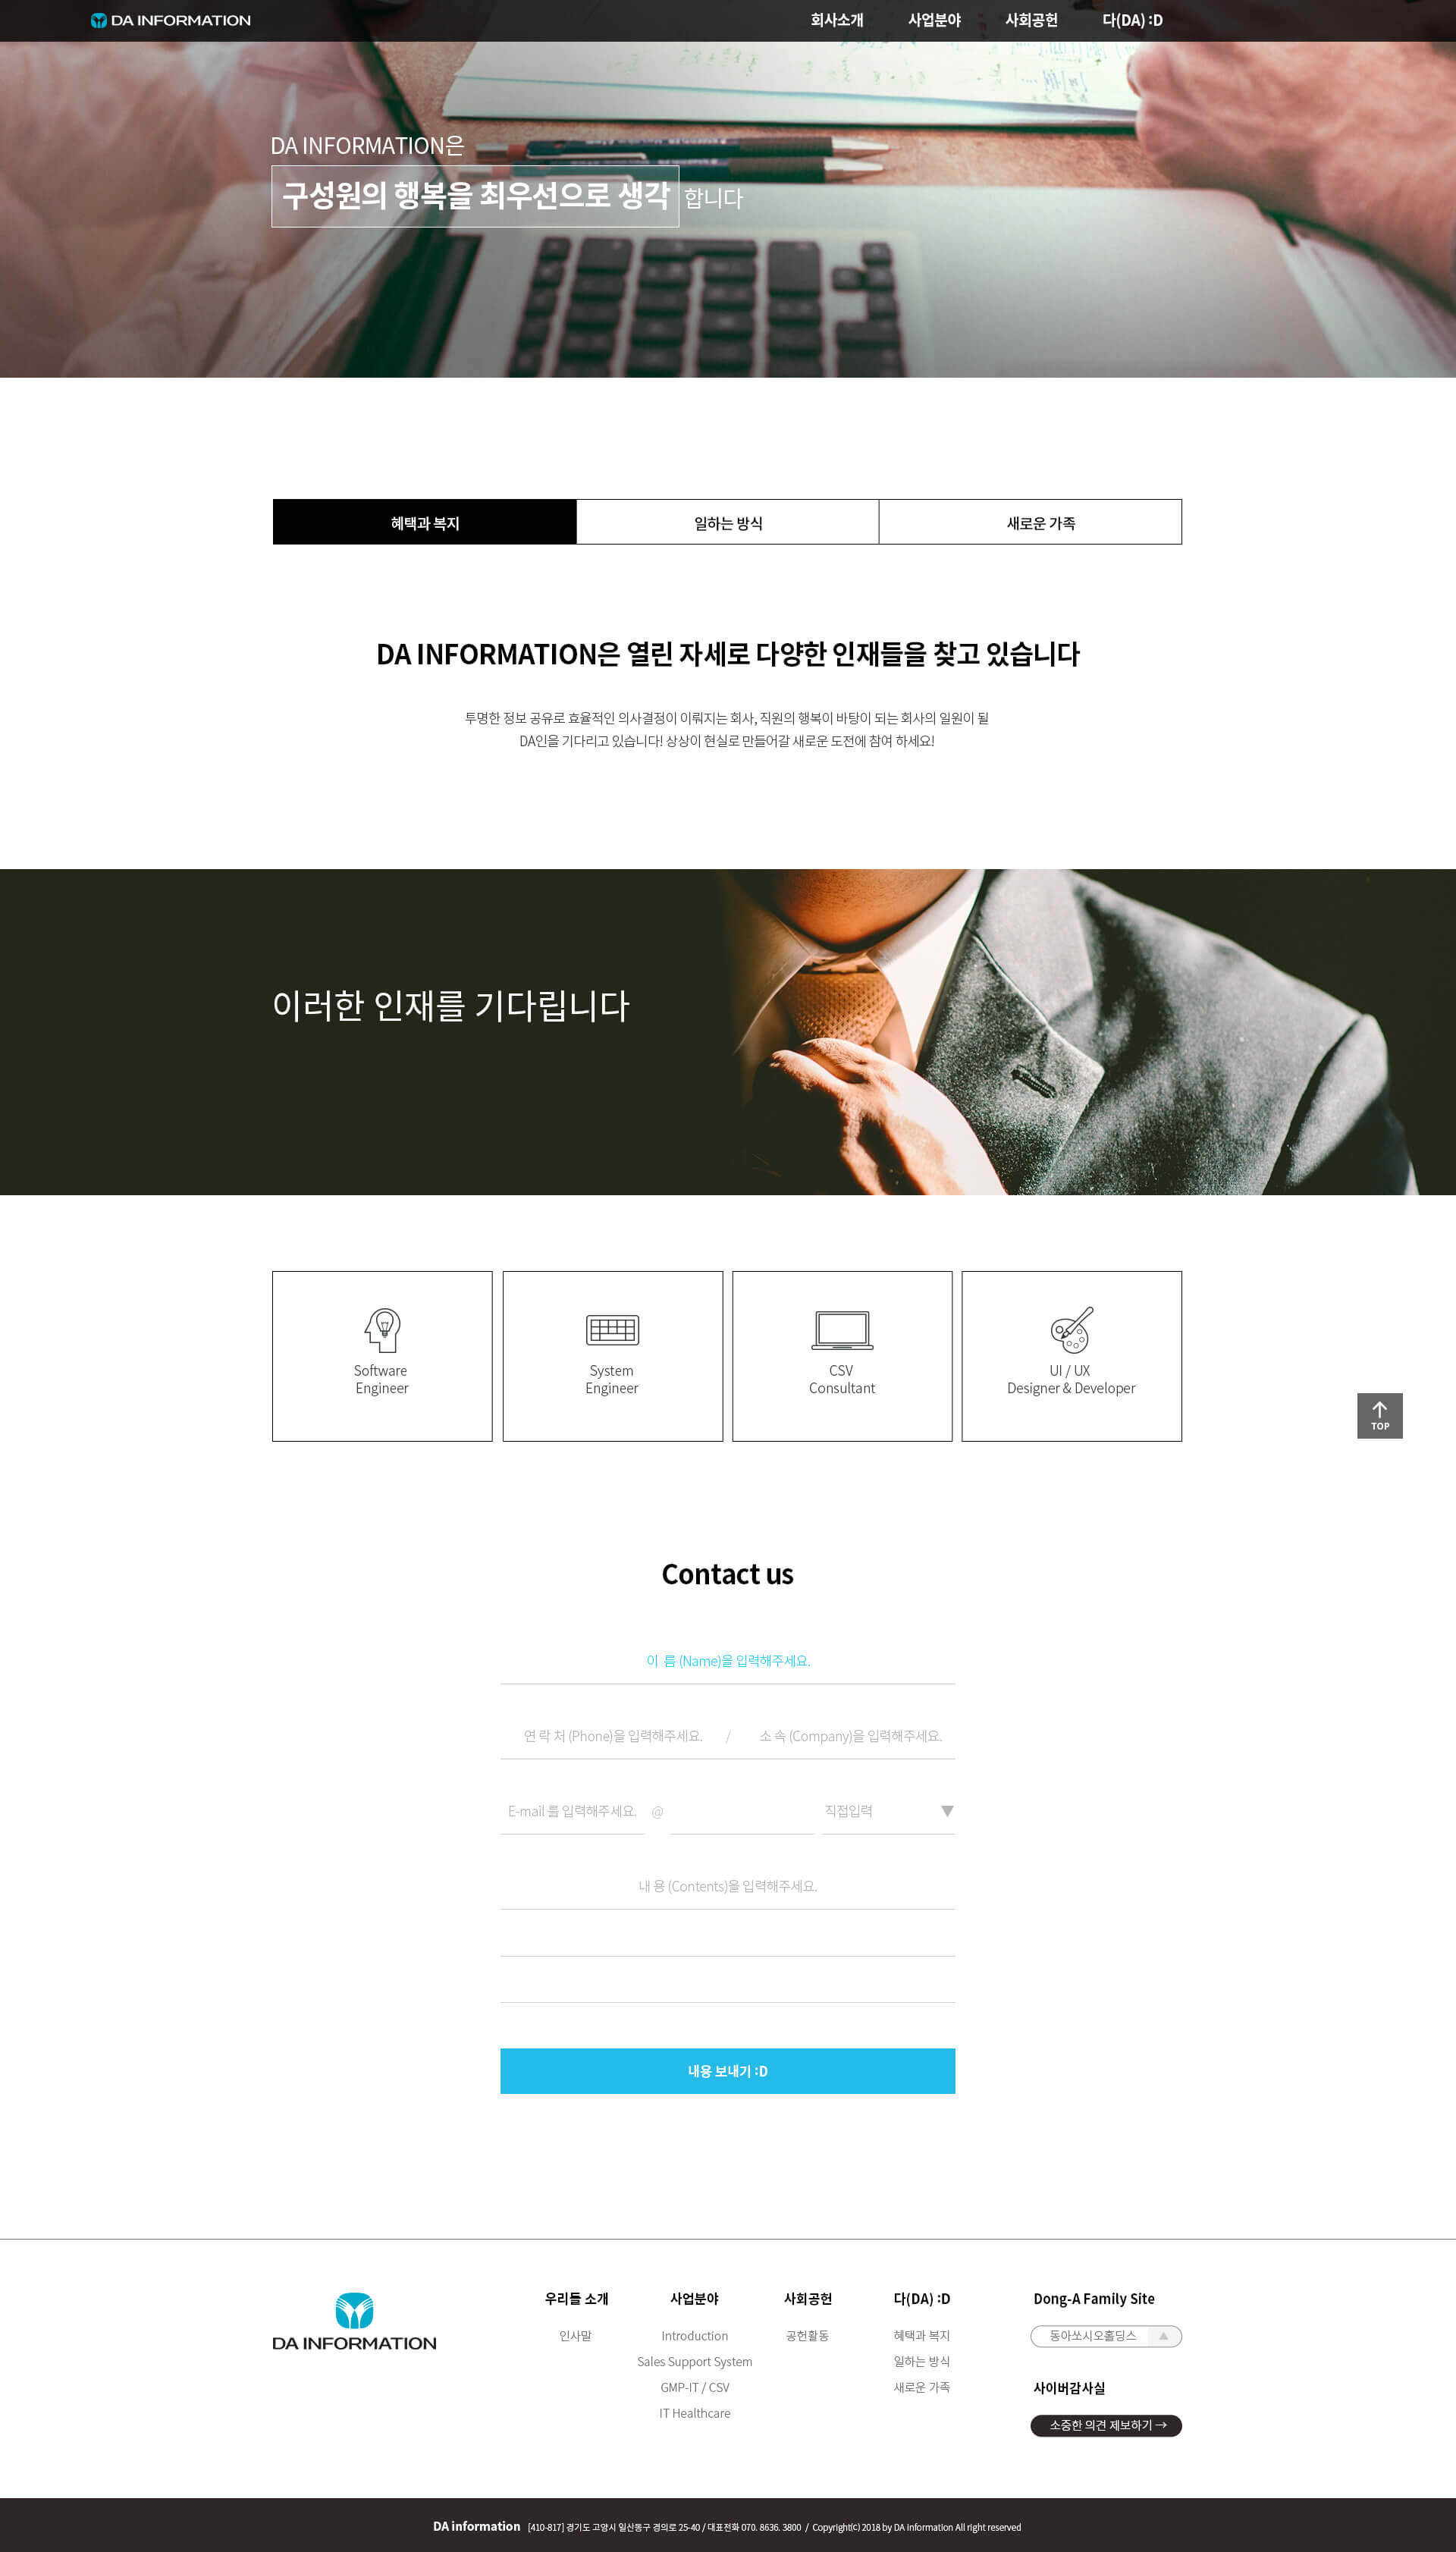 DA INFORMATION
회사소개
사업분야
사회공헌
다(DA) :D
DA INFORMATION은
구성원의 행복을 최우선으로 생각 합니다
혜택과 복지
일하는 방식
새로운 가족
DA INFORMATION은 열린 자세로 다양한 인재들을 찾고 있습니다
투명한 정보 공유로 효율적인 의사결정이 이뤄지는 회사, 직원의 행복이 바탕이 되는 회사의 일원이 될
DA인을 기다리고 있습니다! 상상이 현실로 만들어갈 새로운 도전에 참여 하세요!
이러한 인재를 기다립니다
Software
Engineer
System
Engineer
CSV
Consultant
UI / UX
Designer & Developer
TOP
Contact us
이 름 (Name)을 입력해주세요.
연 락 처 (Phone)을 입력해주세요. / 소 속 (Company)을 입력해주세요.
E-mail 를 입력해주세요. @ 직접입력 ▼
내 용 (Contents)을 입력해주세요.
내용 보내기 :D
DA INFORMATION
우리들 소개
인사말
사업분야
Introduction
Sales Support System
GMP-IT / CSV
IT Healthcare
사회공헌
공헌활동
다(DA) :D
혜택과 복지
일하는 방식
새로운 가족
Dong-A Family Site
동아쏘시오홀딩스 ▲
사이버감사실
소중한 의견 제보하기 →
DA information [410-817] 경기도 고양시 일산동구 경의로 25-40 / 대표전화 070. 8636. 3800 / Copyright(c) 2018 by DA information All right reserved